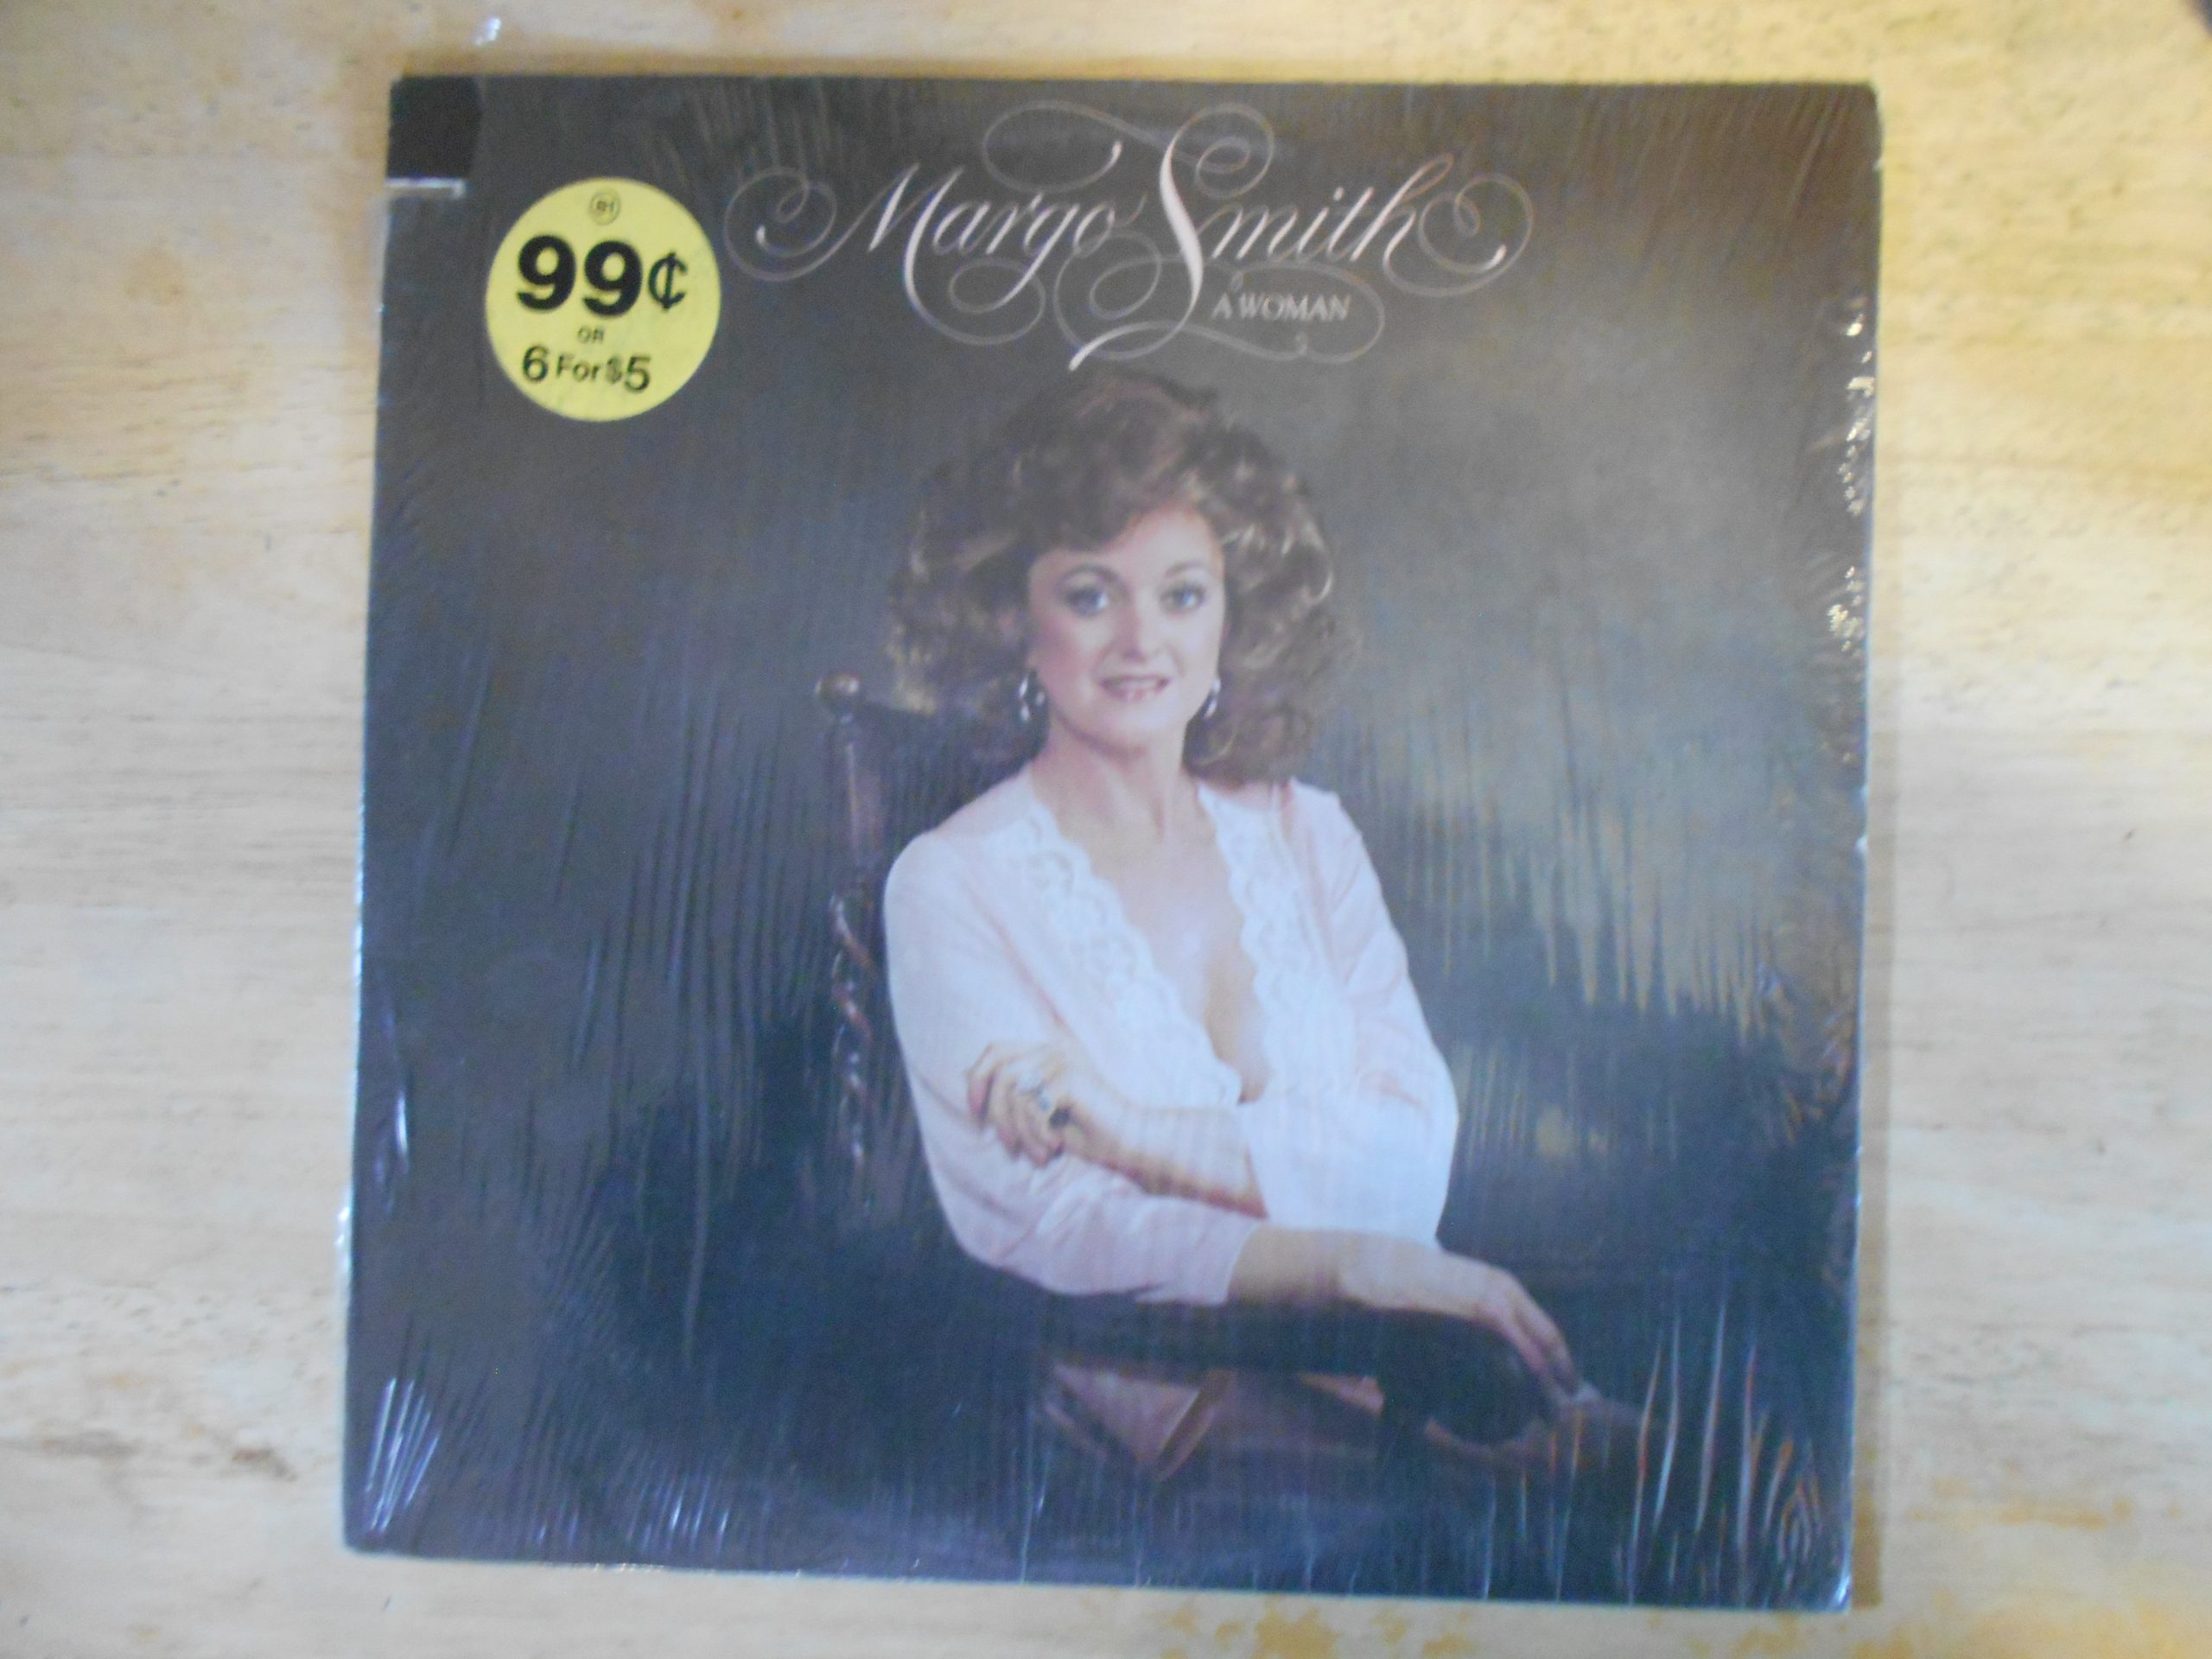 Margo Smith
A WOMAN
99¢
OR
6 For $5